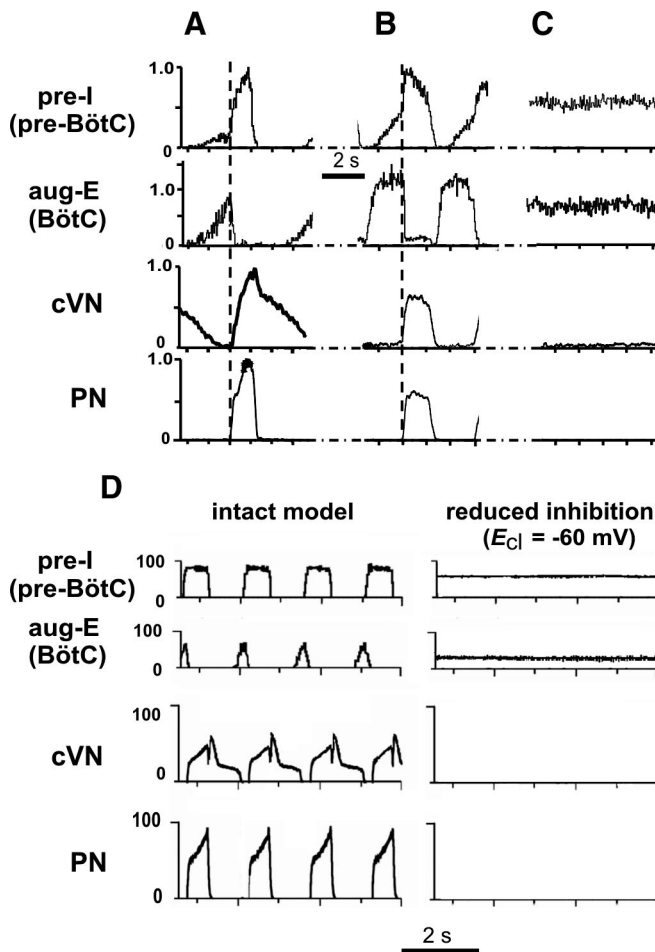 A B C
pre-I
(pre-BötC)
1.0
0
2 s
aug-E
(BötC)
1.0
0
cVN
1.0
0
PN
1.0
0
D
intact model
reduced inhibition
(ECl = -60 mV)
pre-I
(pre-BötC)
100
0
aug-E
(BötC)
100
0
cVN
100
0
PN
100
0
2 s